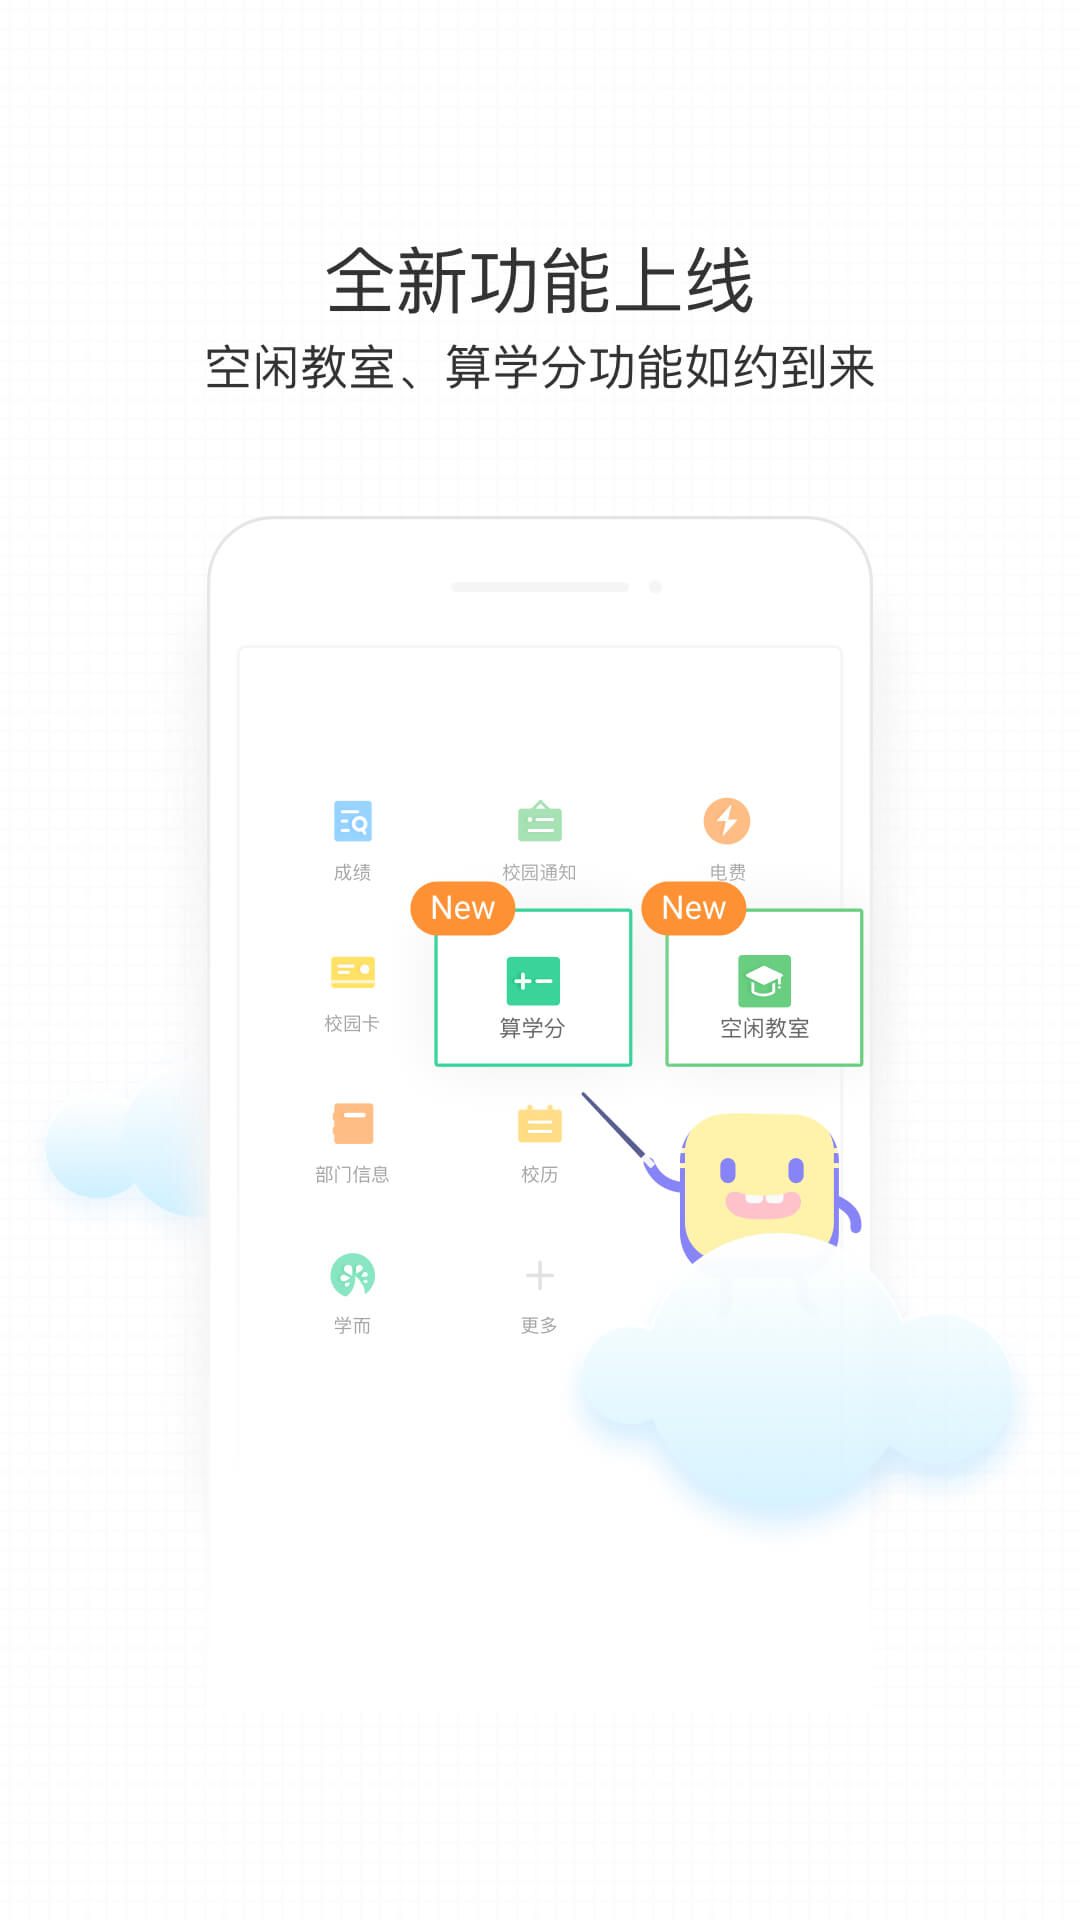 全新功能上线
空闲教室、算学分功能如约到来
成绩
校园通知
电费
New
New
校园卡
算学分
空闲教室
部门信息
校历
学而
更多